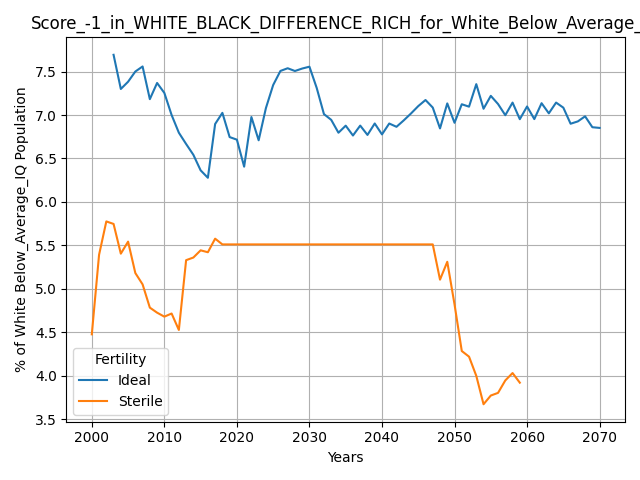 Score_-1_in_WHITE_BLACK_DIFFERENCE_RICH_for_White_Below_Average_
% of White Below_Average_IQ Population
7.5
7.0
6.5
6.0
5.5
5.0
4.5
4.0
3.5
Fertility
Ideal
Sterile
2000 2010 2020 2030 2040 2050 2060 2070
Years